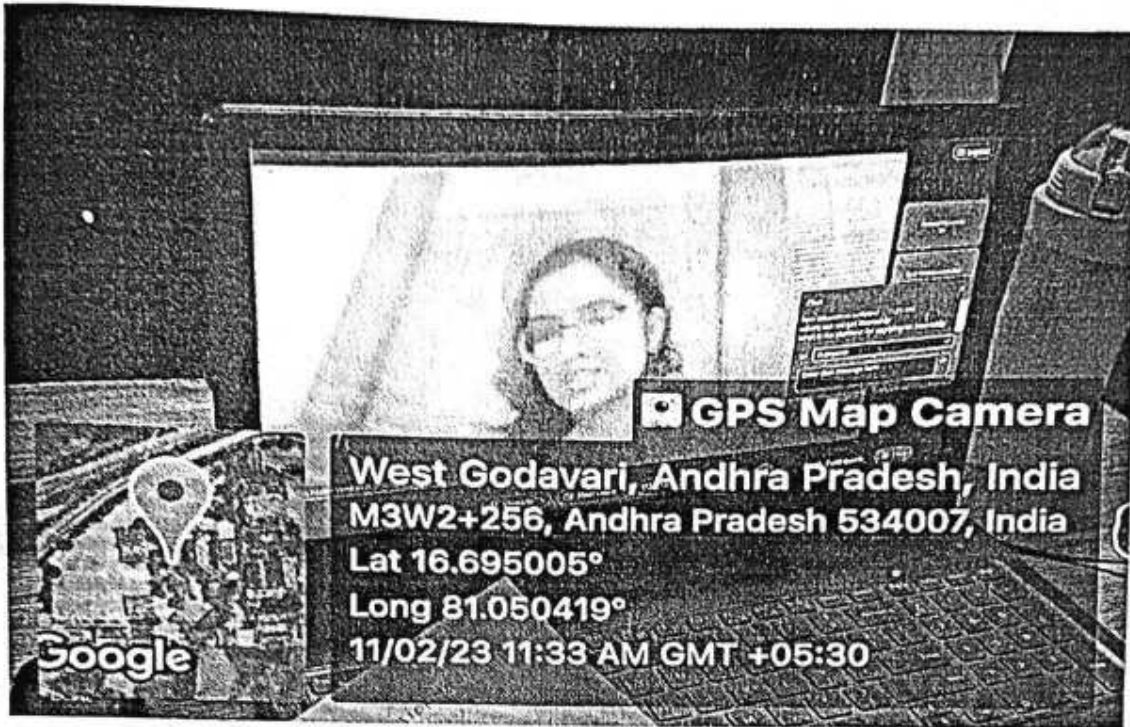 GPS Map Camera
West Godavari, Andhra Pradesh, India
M3W2+256, Andhra Pradesh 534007, India
Lat 16.695005°
Long 81.050419°
11/02/23 11:33 AM GMT +05:30
Google